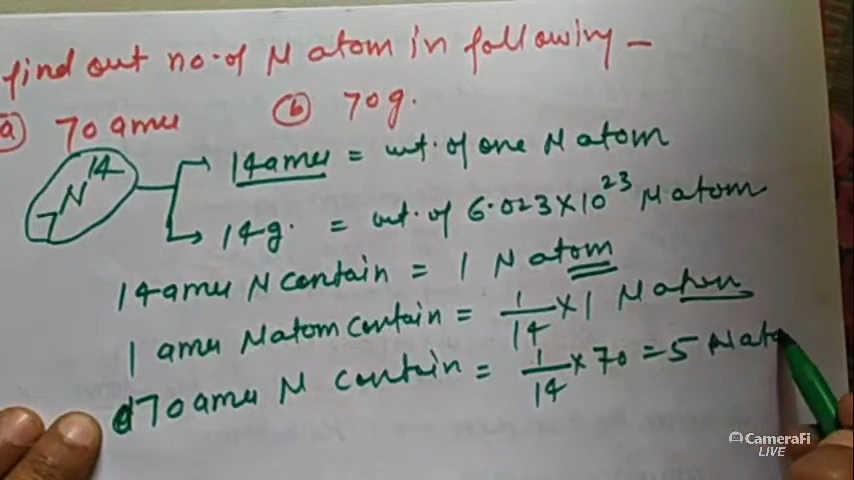 find out no. of N atom in following –
(a) 70 amu (b) 70g.
7N14
14amu = wt. of one N atom
14g. = wt. of 6.023×10^23 N atom
14amu N contain = 1 N atom
1 amu N atom contain = 1/14 × 1 N atom
70 amu N contain = 1/14 × 70 = 5 N ato
CameraFi
LIVE